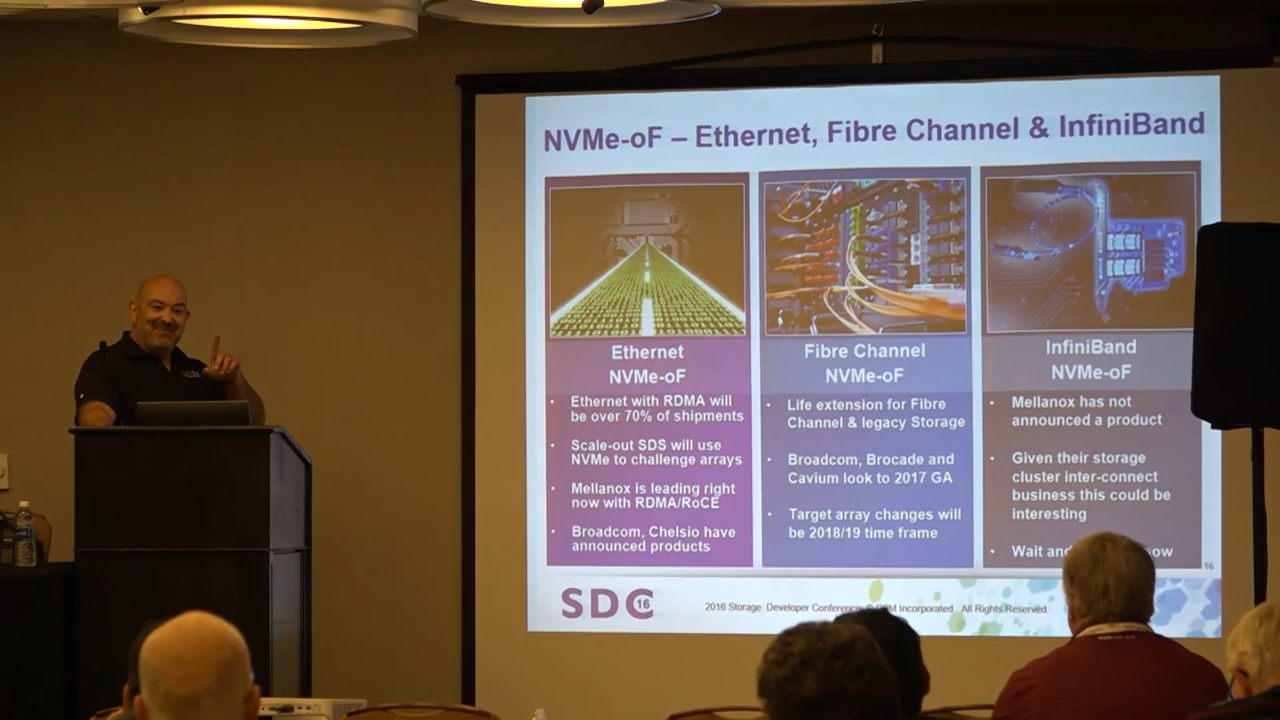 NVMe-oF – Ethernet, Fibre Channel & InfiniBand
Ethernet
NVMe-oF
• Ethernet with RDMA will
be over 70% of shipments
• Scale-out SDS will use
NVMe to challenge arrays
• Mellanox is leading right
now with RDMA/RoCE
• Broadcom, Chelsio have
announced products
Fibre Channel
NVMe-oF
• Life extension for Fibre
Channel & legacy Storage
• Broadcom, Brocade and
Cavium look to 2017 GA
• Target array changes will
be 2018/19 time frame
InfiniBand
NVMe-oF
• Mellanox has not
announced a product
• Given their storage
cluster inter-connect
business this could be
interesting
• Wait and
16
SDC 16
2016 Storage Developer Conference. © Incorporated. All Rights Reserved.